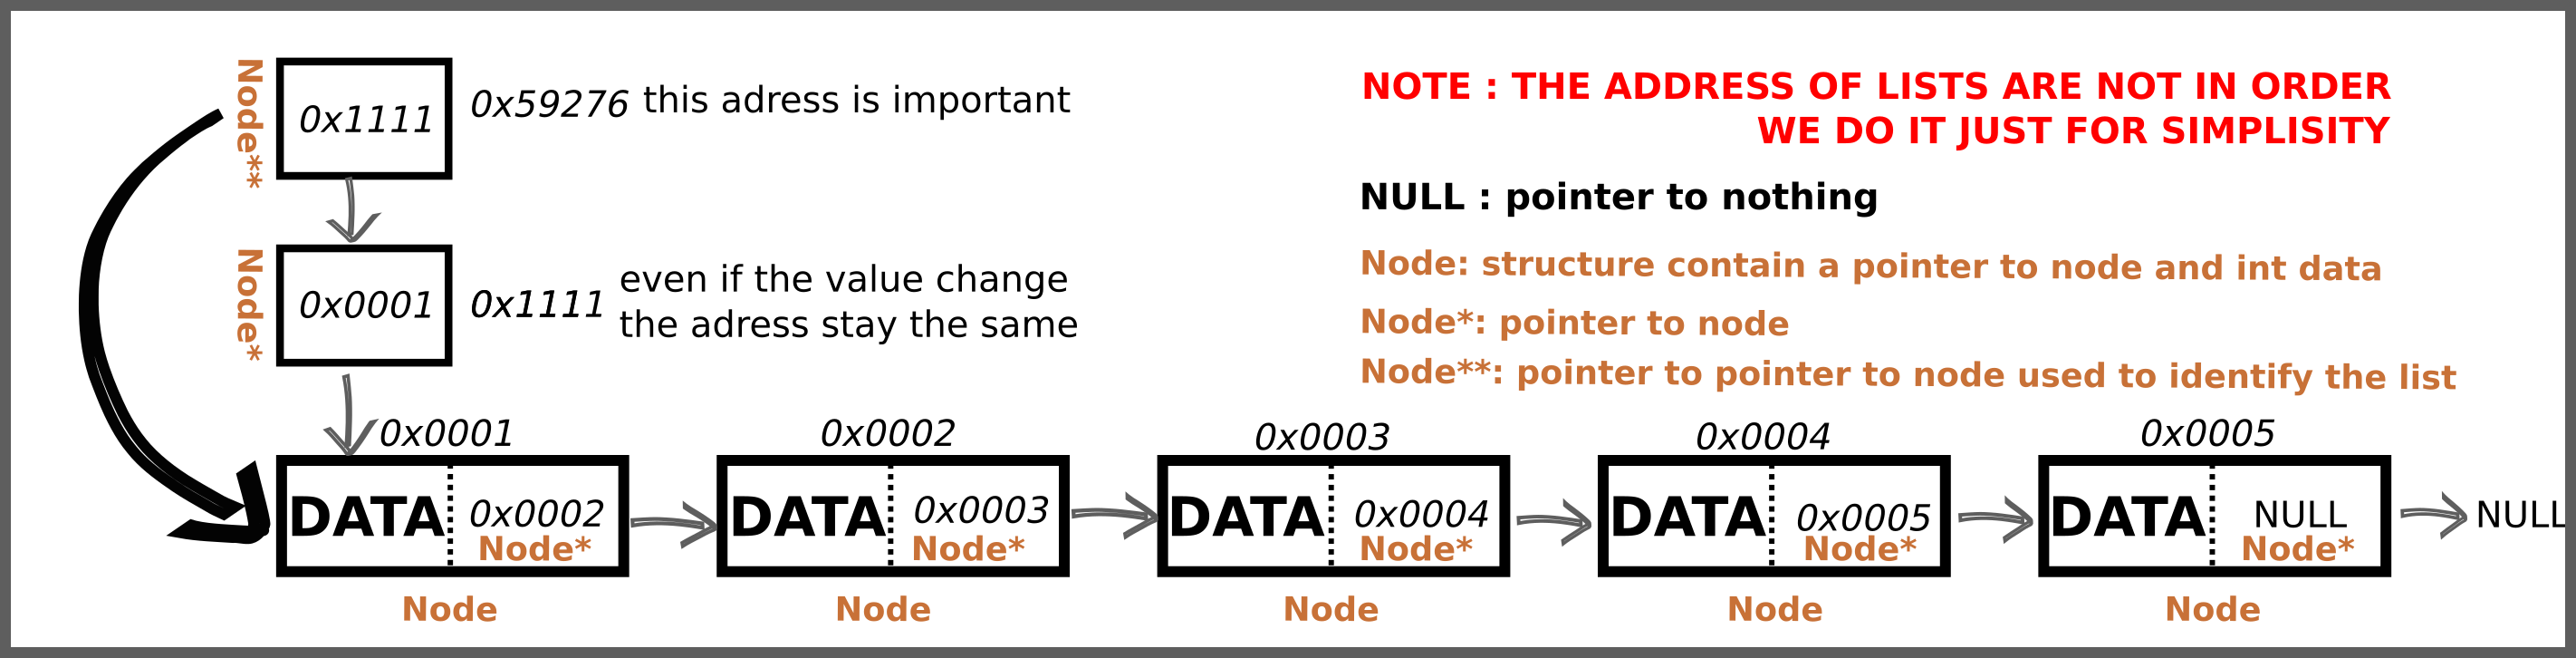 Node**
0x1111
0x59276 this adress is important
NOTE : THE ADDRESS OF LISTS ARE NOT IN ORDER
WE DO IT JUST FOR SIMPLISITY
NULL : pointer to nothing
Node*
0x0001
0x1111
even if the value change
the adress stay the same
Node: structure contain a pointer to node and int data
Node*: pointer to node
Node**: pointer to pointer to node used to identify the list
0x0001
0x0002
0x0003
0x0004
0x0005
DATA
0x0002
Node*
DATA
0x0003
Node*
DATA
0x0004
Node*
DATA
0x0005
Node*
DATA
NULL
Node*
NULL
Node
Node
Node
Node
Node